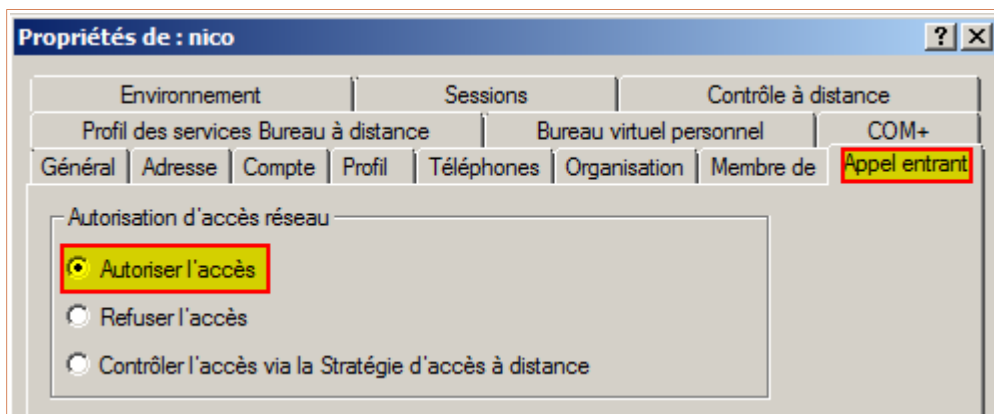 Propriétés de : nico
Environnement Sessions Contrôle à distance
Profil des services Bureau à distance Bureau virtuel personnel COM+
Général Adresse Compte Profil Téléphones Organisation Membre de Appel entrant
Autorisation d'accès réseau
Autoriser l'accès
Refuser l'accès
Contrôler l'accès via la Stratégie d'accès à distance